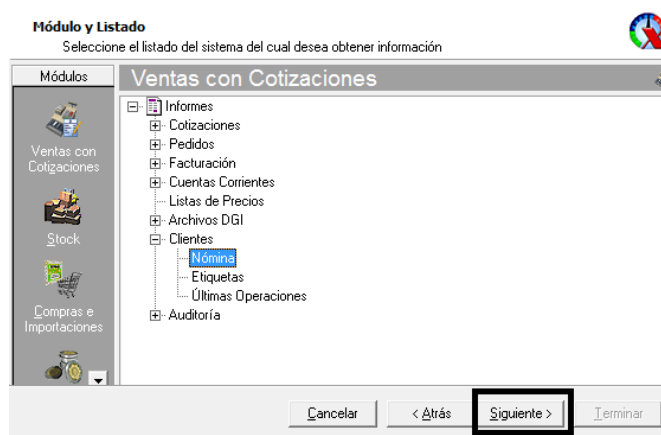 Módulo y Listado
Seleccione el listado del sistema del cual desea obtener información
Módulos
Ventas con Cotizaciones
Ventas con
Cotizaciones
Stock
Compras e
Importaciones
Informes
Cotizaciones
Pedidos
Facturación
Cuentas Corrientes
Listas de Precios
Archivos DGI
Clientes
Nómina
Etiquetas
Últimas Operaciones
Auditoría
Cancelar
< Atrás
Siguiente >
Terminar